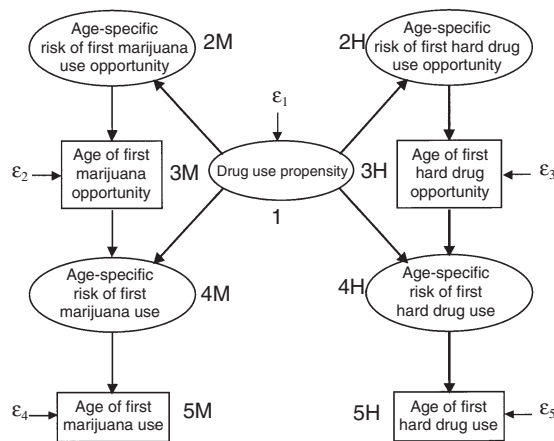 Age-specific
risk of first marijuana
use opportunity
2M
2H
Age-specific
risk of first hard drug
use opportunity
ε1
ε2
Age of first
marijuana
opportunity
3M
Drug use propensity
1
3H
Age of first
hard drug
opportunity
ε3
Age-specific
risk of first
marijuana use
4M
4H
Age-specific
risk of first
hard drug use
ε4
Age of first
marijuana use
5M
5H
Age of first
hard drug use
ε5